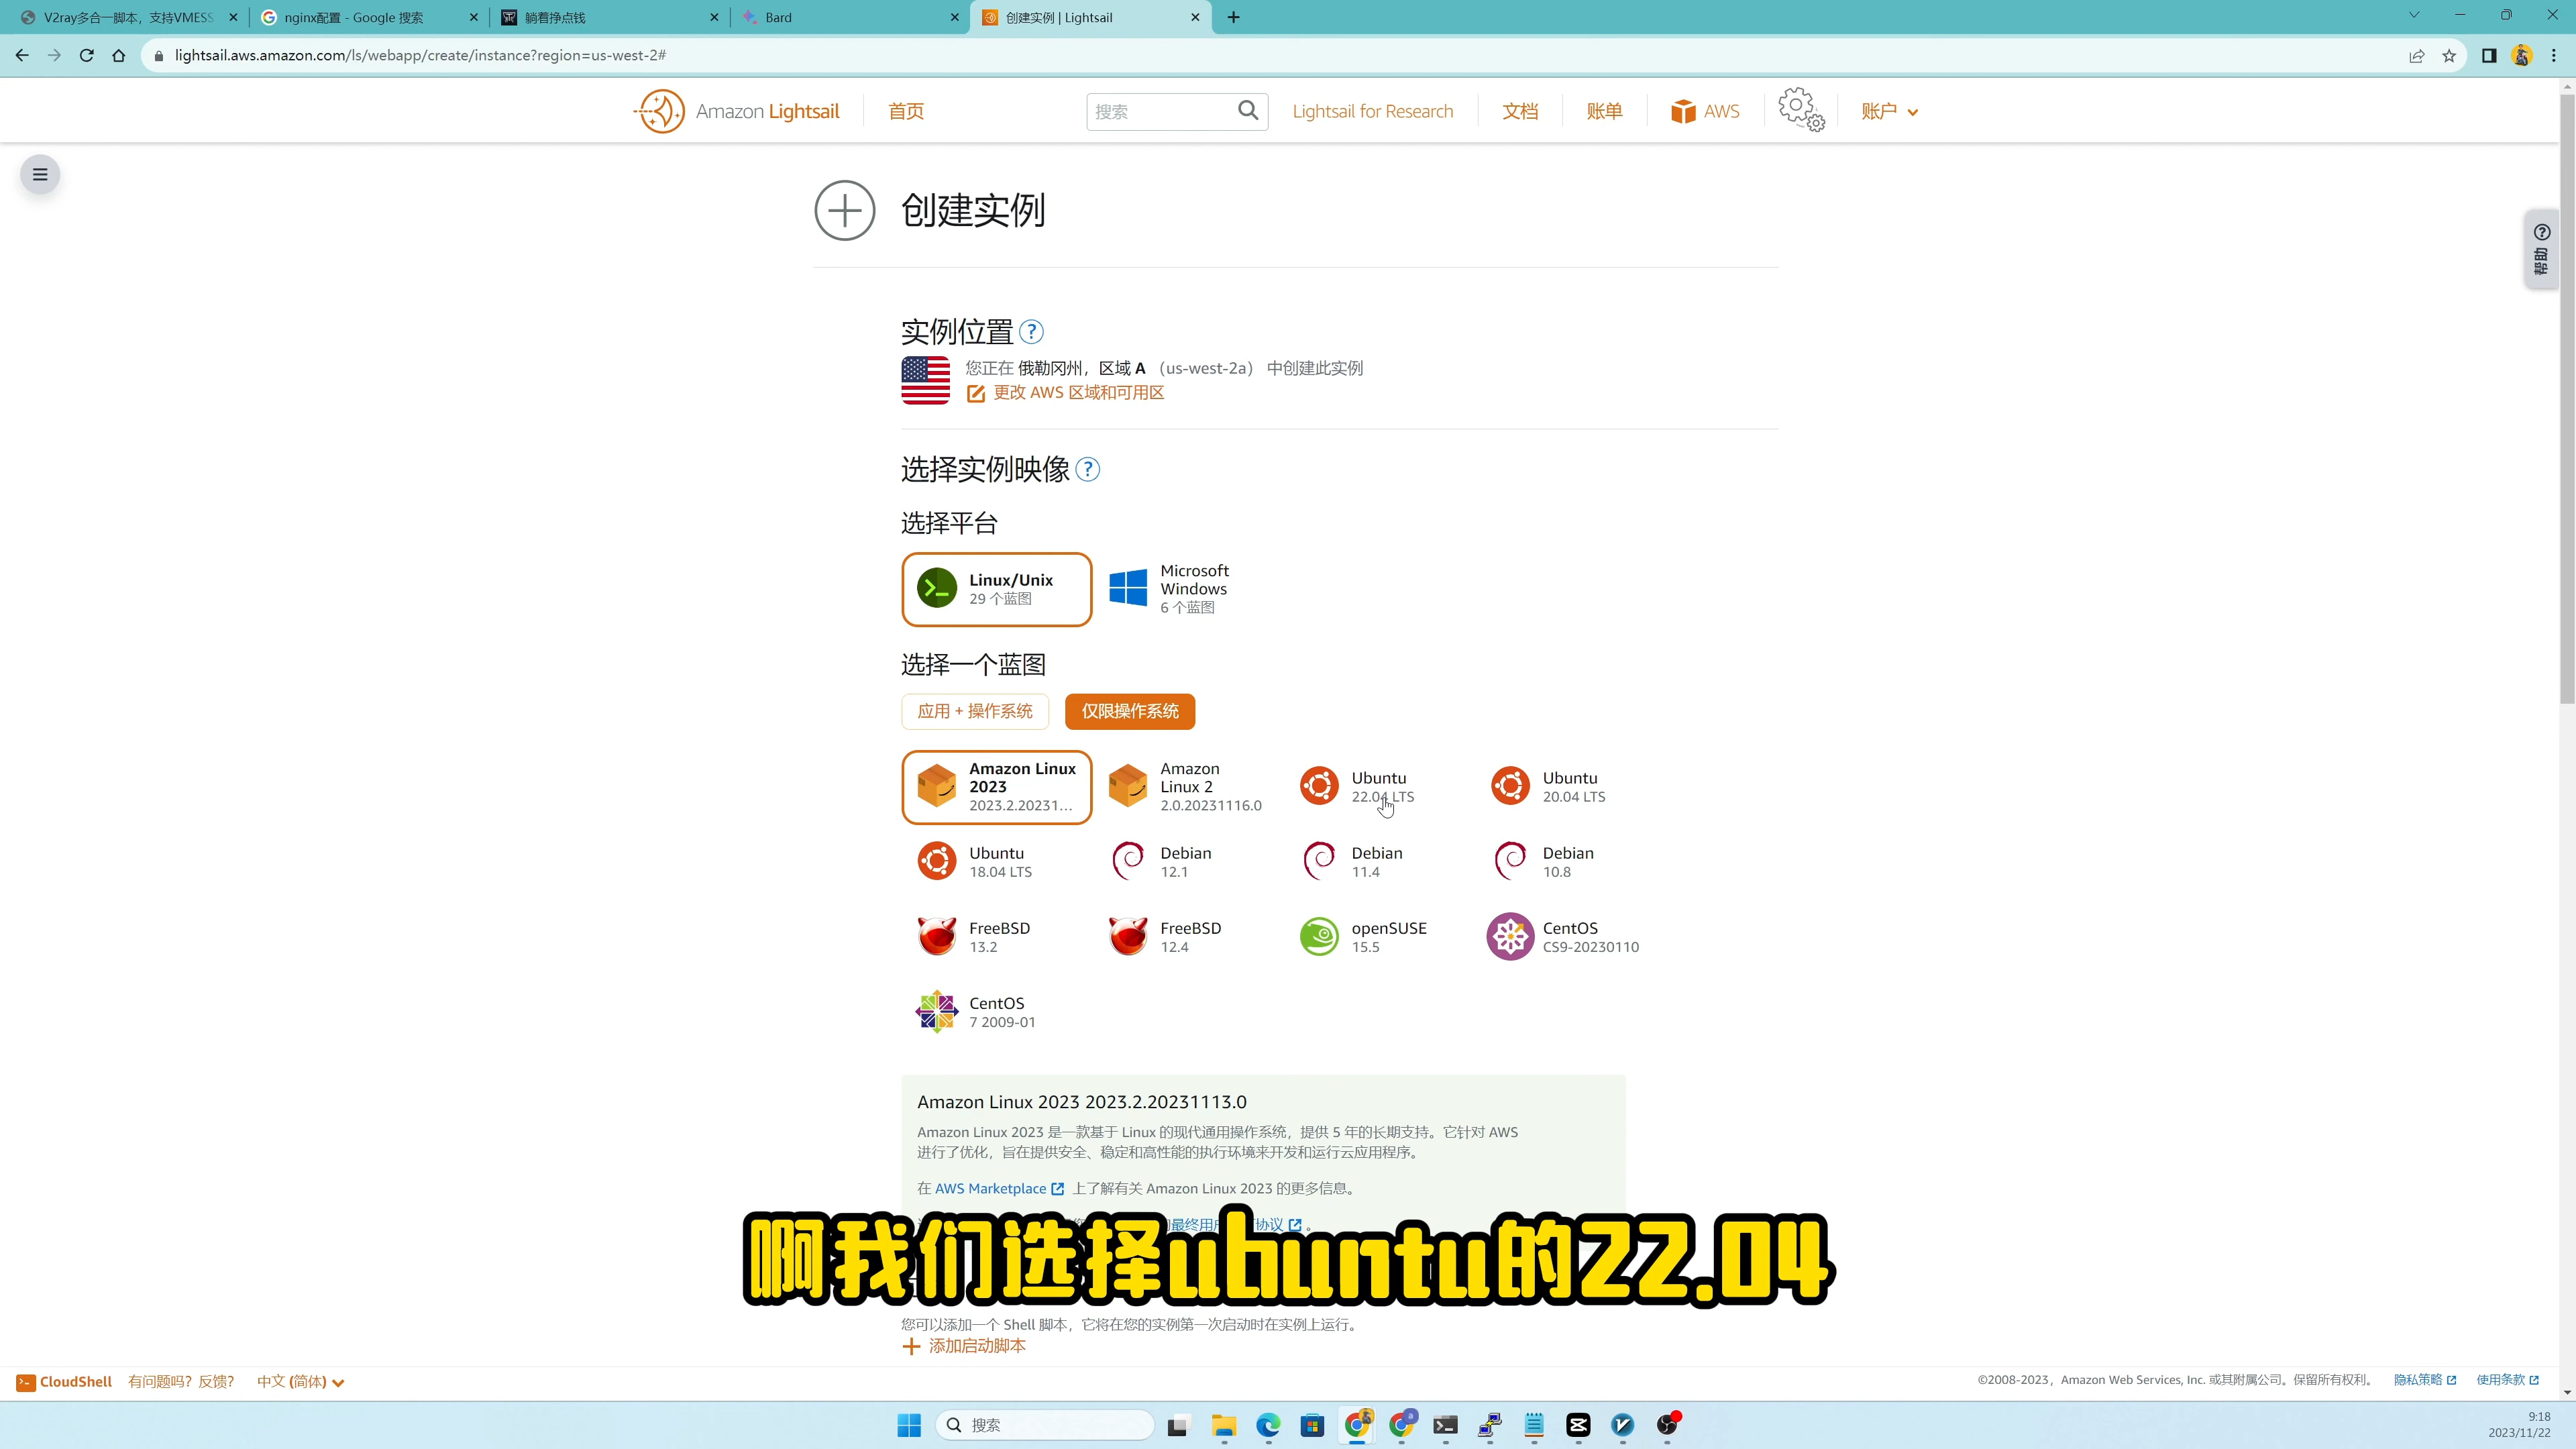 V2ray多合一脚本，支持VMESS
nginx配置 - Google 搜索
躺着挣点钱
Bard
创建实例 | Lightsail
lightsail.aws.amazon.com/ls/webapp/create/instance?region=us-west-2#
Amazon Lightsail
首页
搜索
Lightsail for Research
文档
账单
AWS
账户
创建实例
帮助
实例位置
您正在 俄勒冈州，区域 A （us-west-2a） 中创建此实例
更改 AWS 区域和可用区
选择实例映像
选择平台
Linux/Unix
29 个蓝图
Microsoft
Windows
6 个蓝图
选择一个蓝图
应用 + 操作系统
仅限操作系统
Amazon Linux
2023
2023.2.20231...
Amazon
Linux 2
2.0.20231116.0
Ubuntu
22.04 LTS
Ubuntu
20.04 LTS
Ubuntu
18.04 LTS
Debian
12.1
Debian
11.4
Debian
10.8
FreeBSD
13.2
FreeBSD
12.4
openSUSE
15.5
CentOS
CS9-20230110
CentOS
7 2009-01
Amazon Linux 2023 2023.2.20231113.0
Amazon Linux 2023 是一款基于 Linux 的现代通用操作系统，提供 5 年的长期支持。它针对 AWS
进行了优化，旨在提供安全、稳定和高性能的执行环境来开发和运行云应用程序。
在 AWS Marketplace 上了解有关 Amazon Linux 2023 的更多信息。
最终用 协议 。
啊我们选择ubuntu的22.04
您可以添加一个 Shell 脚本，它将在您的实例第一次启动时在实例上运行。
添加启动脚本
CloudShell
有问题吗？反馈？
中文 (简体)
©2008-2023，Amazon Web Services, Inc. 或其附属公司。保留所有权利。
隐私策略
使用条款
搜索
9:18
2023/11/22